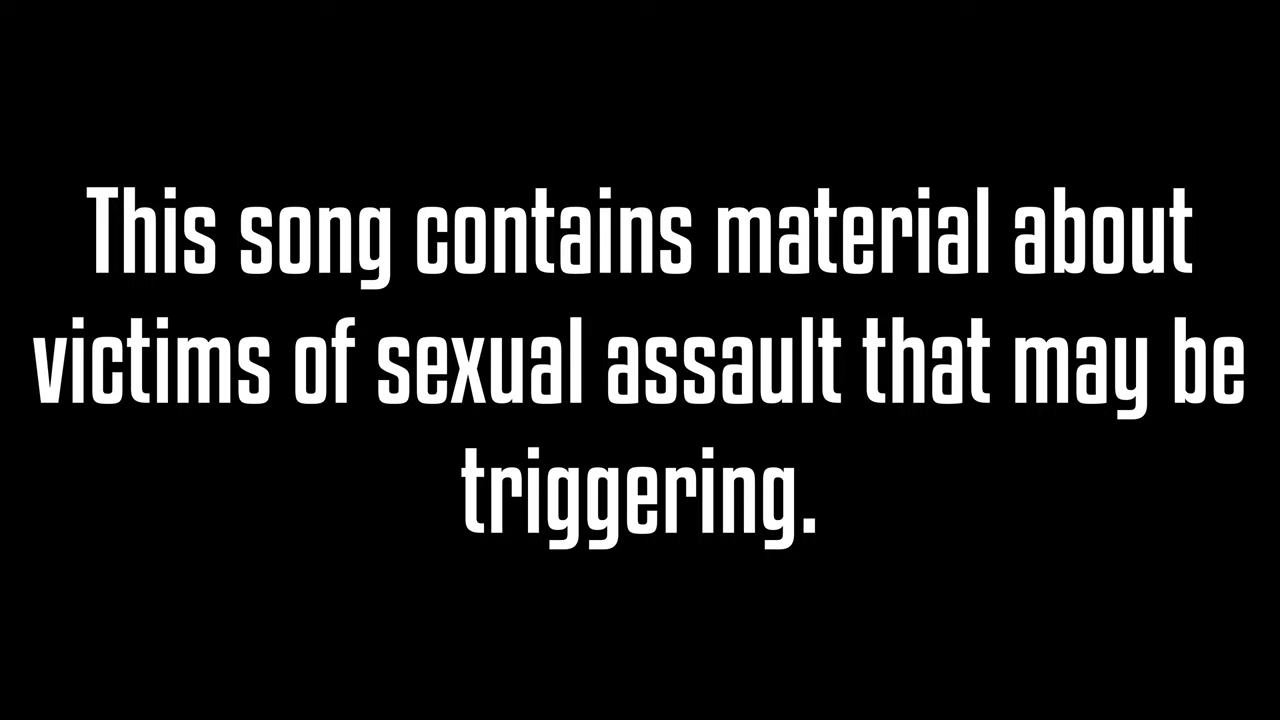 This song contains material about
victims of sexual assault that may be
triggering.